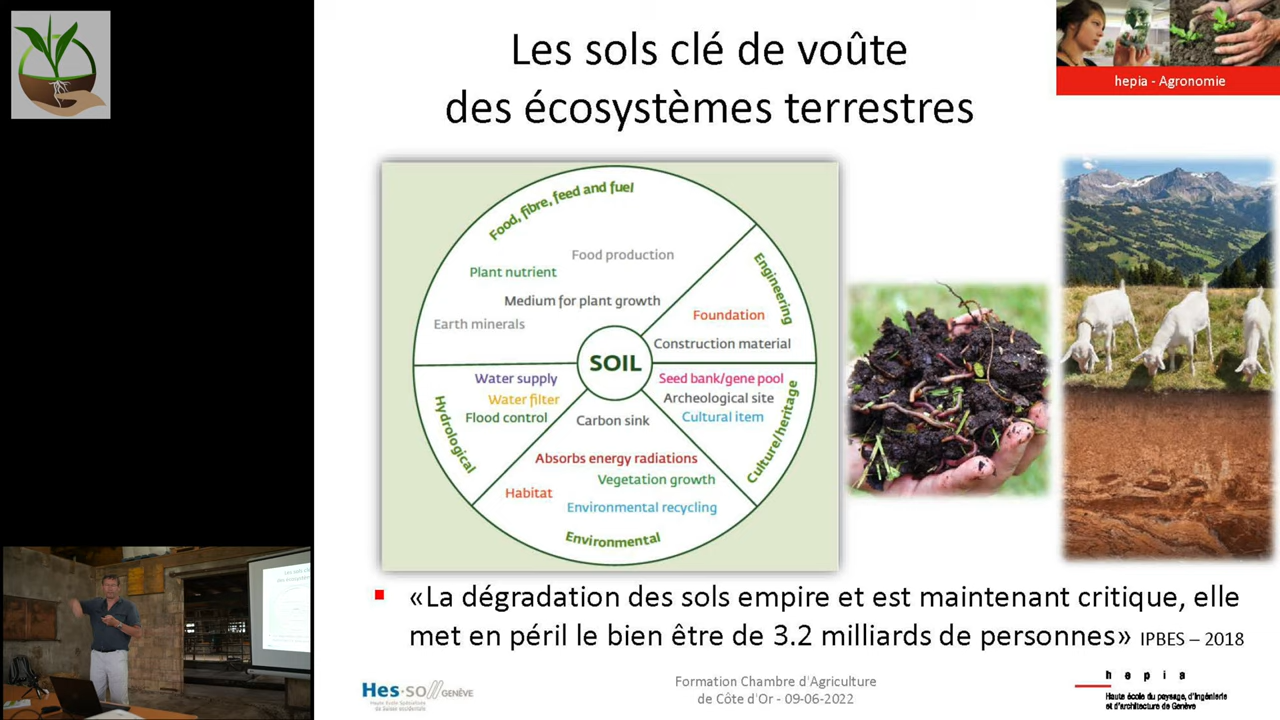 Les sols clé de voûte
des écosystèmes terrestres
hepia - Agronomie
Food, fibre, feed and fuel
Food production
Plant nutrient
Medium for plant growth
Earth minerals
Engineering
Foundation
Construction material
SOIL
Water supply
Water filter
Flood control
Hydrological
Seed bank/gene pool
Archeological site
Cultural item
Culture/heritage
Carbon sink
Absorbs energy radiations
Vegetation growth
Habitat
Environmental recycling
Environmental
«La dégradation des sols empire et est maintenant critique, elle
met en péril le bien être de 3.2 milliards de personnes» IPBES – 2018
Hes·so// GENÈVE
Haute Ecole Spécialisée
de Suisse occidentale
Formation Chambre d'Agriculture
de Côte d'Or - 09-06-2022
h e p i a
Haute école du paysage, d'ingénierie
et d'architecture de Genève